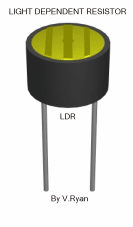 LIGHT DEPENDENT RESISTOR
LDR
By V.Ryan